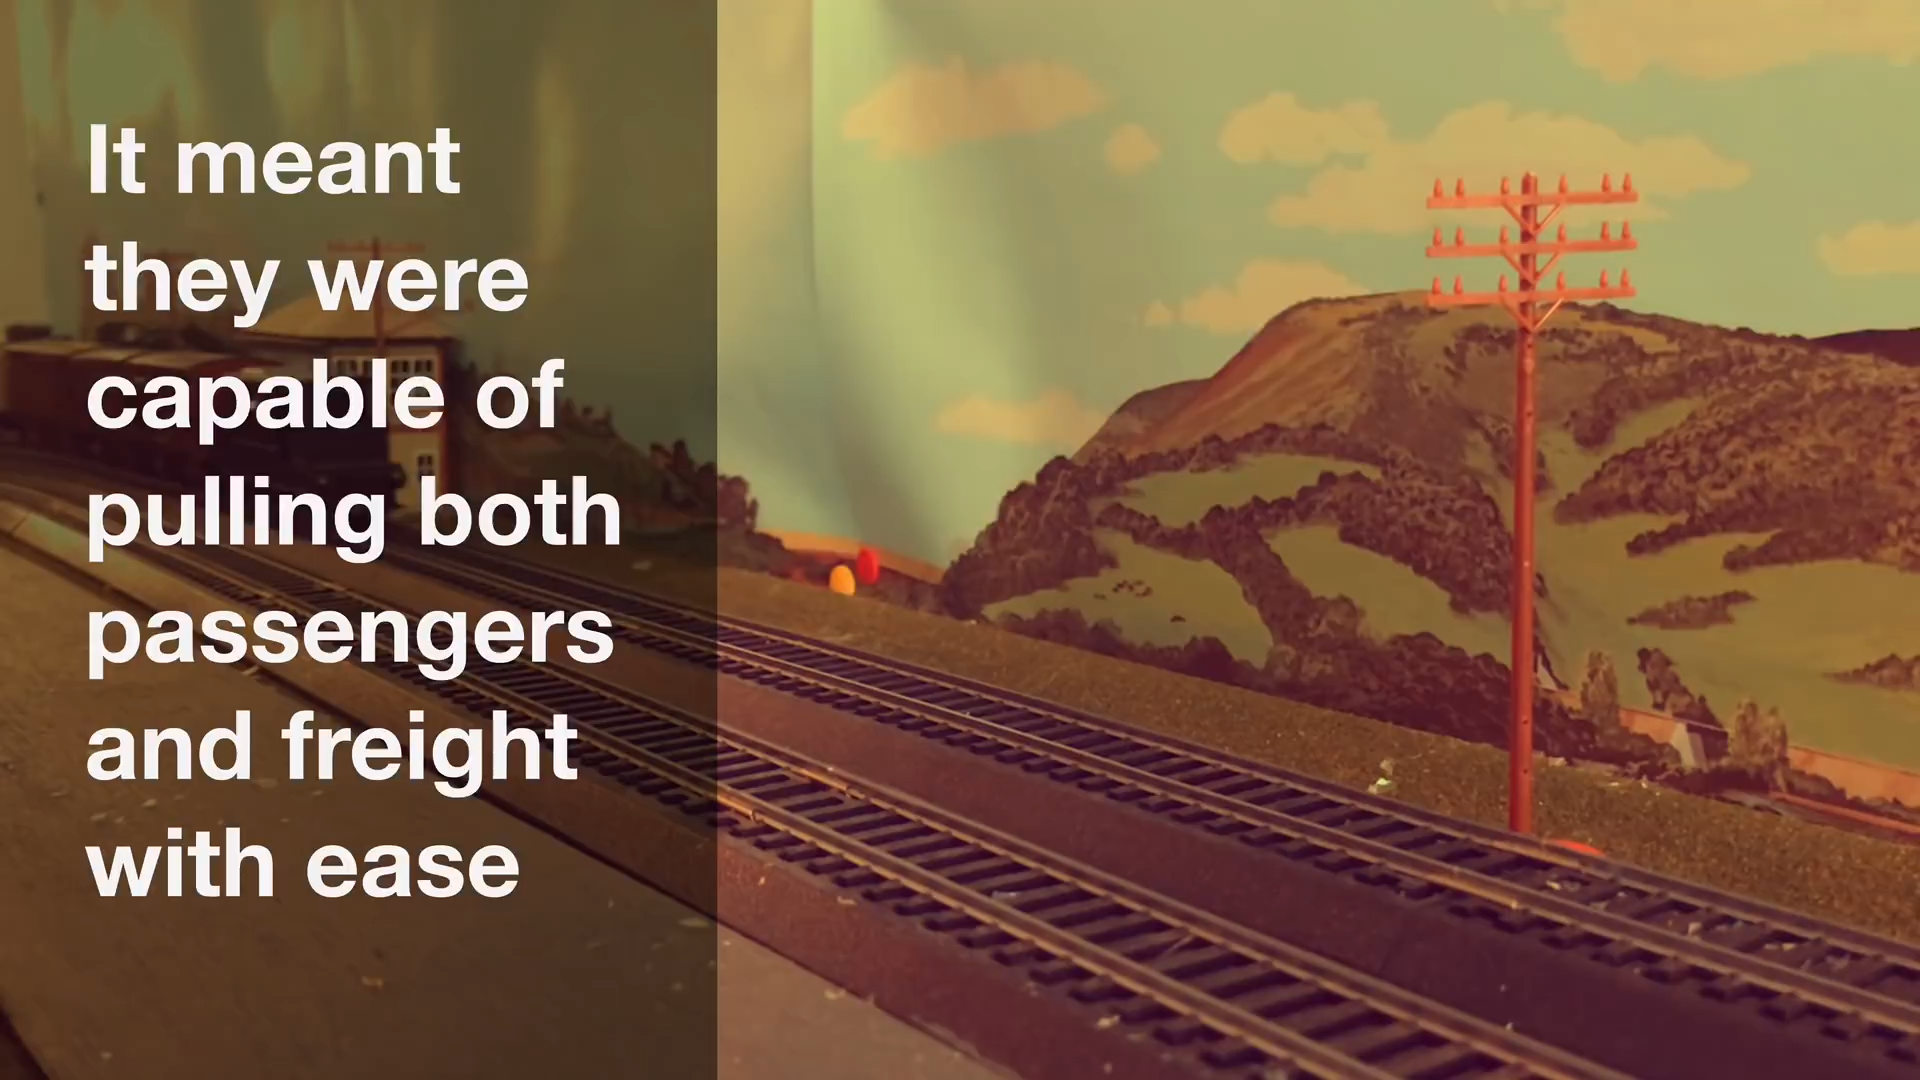 It meant
they were
capable of
pulling both
passengers
and freight
with ease